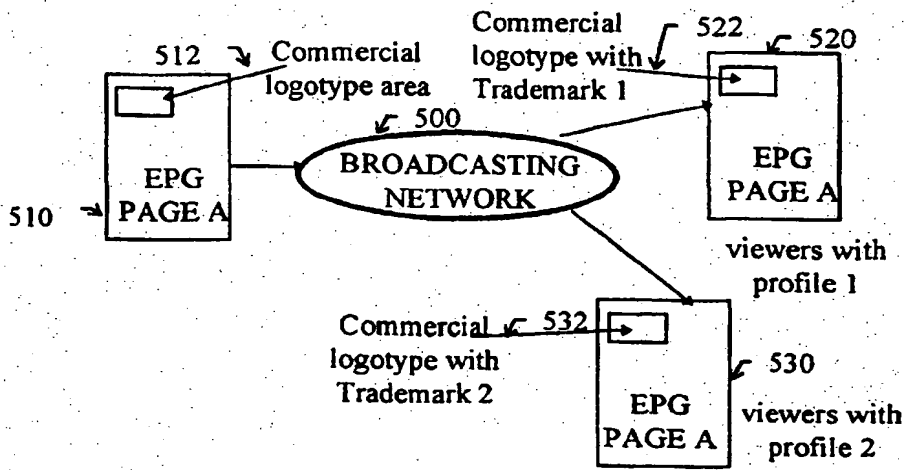 512
Commercial
logotype area
EPG
PAGE A
510
500
BROADCASTING
NETWORK
Commercial
logotype with
Trademark 1
522
520
EPG
PAGE A
viewers with
profile 1
Commercial
logotype with
Trademark 2
532
EPG
PAGE A
530
viewers with
profile 2